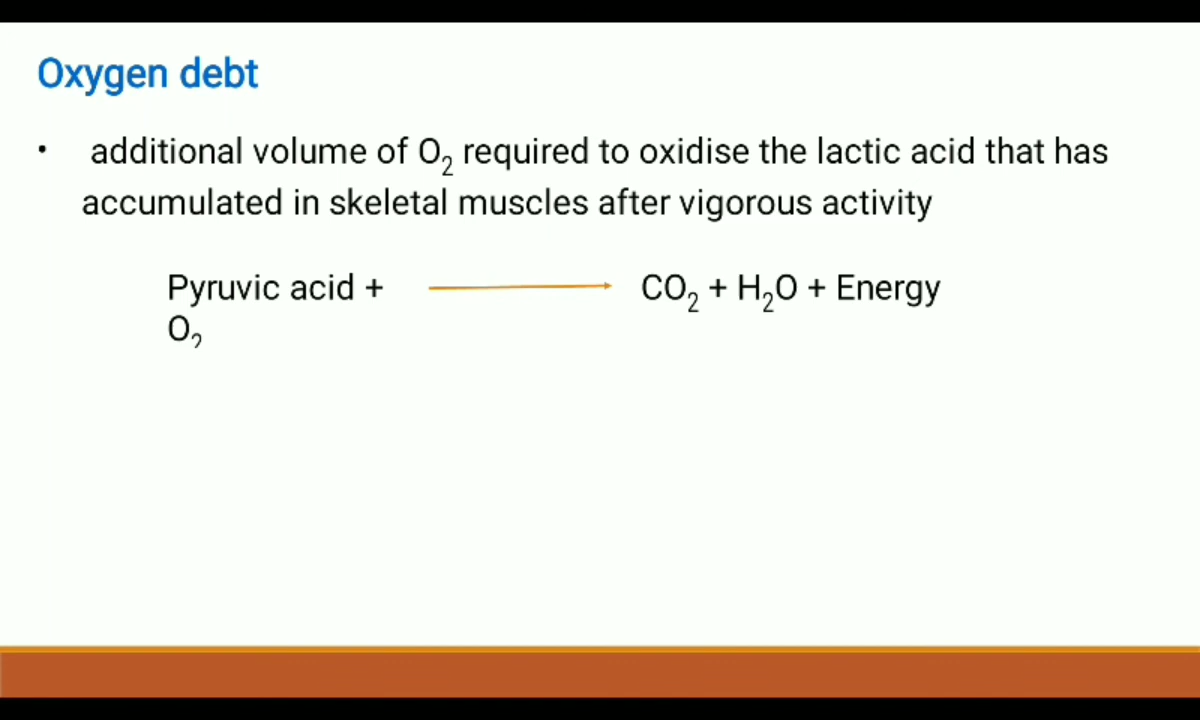 Oxygen debt
• additional volume of O₂ required to oxidise the lactic acid that has
accumulated in skeletal muscles after vigorous activity
Pyruvic acid + ⟶ CO₂ + H₂O + Energy
O₂